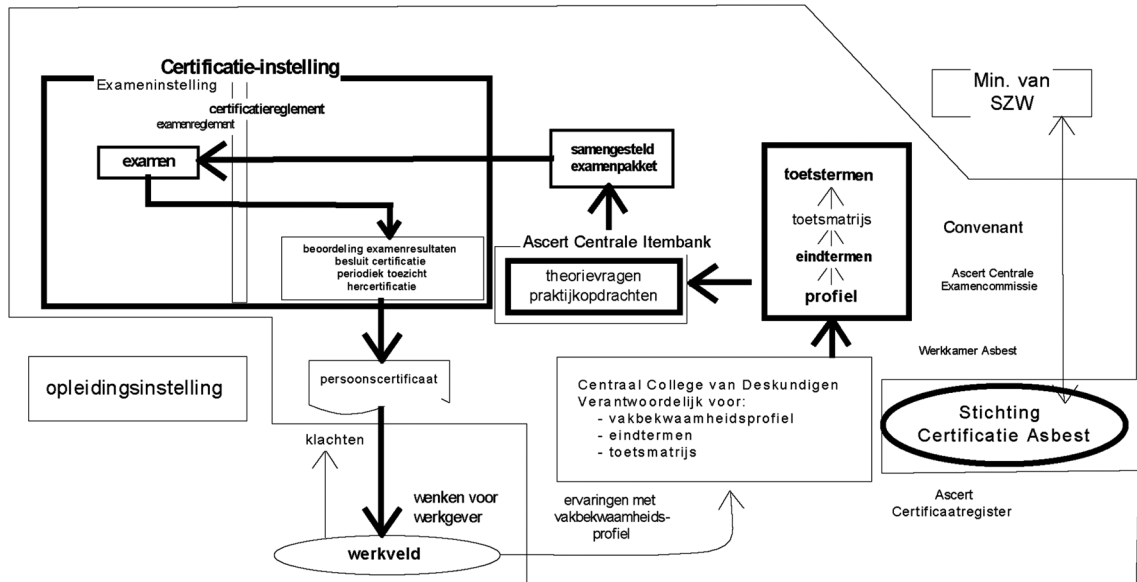 Certificatie-instelling
Exameninstelling
certificatiereglement
examenreglement
examen
samengesteld
examenpakket
beoordeling examenresultaten
besluit certificatie
periodiek toezicht
hercertificatie
Ascert Centrale Itembank
theorievragen
praktijkopdrachten
toetstermen
toetsmatrijs
eindtermen
profiel
Min. van
SZW
Convenant
Ascert Centrale
Examencommissie
Werkkamer Asbest
Stichting
Certificatie Asbest
Ascert
Certificaatregister
opleidingsinstelling
persoonscertificaat
klachten
wenken voor
werkgever
werkveld
Centraal College van Deskundigen
Verantwoordelijk voor:
- vakbekwaamheidsprofiel
- eindtermen
- toetsmatrijs
ervaringen met
vakbekwaamheids-
profiel